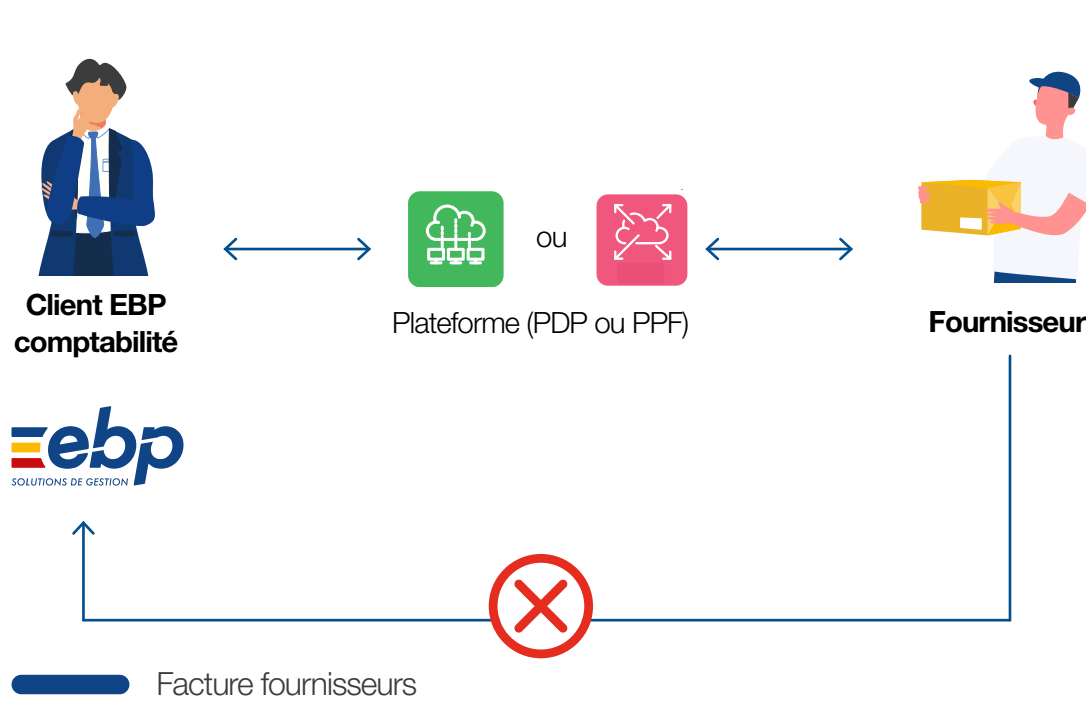 ou
Client EBP
comptabilité
Plateforme (PDP ou PPF)
Fournisseur
ebp
SOLUTIONS DE GESTION
Facture fournisseurs